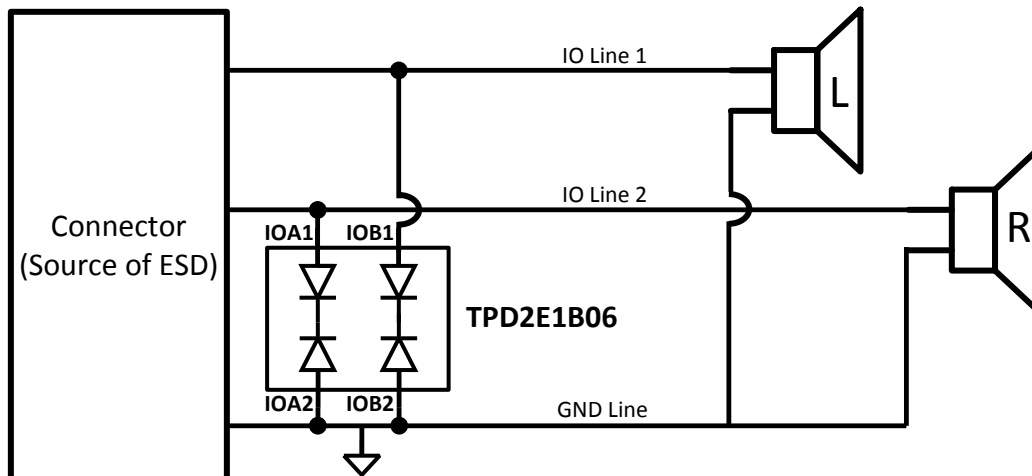 IO Line 1
L
IO Line 2
R
Connector
(Source of ESD)
IOA1
IOB1
TPD2E1B06
IOA2
IOB2
GND Line